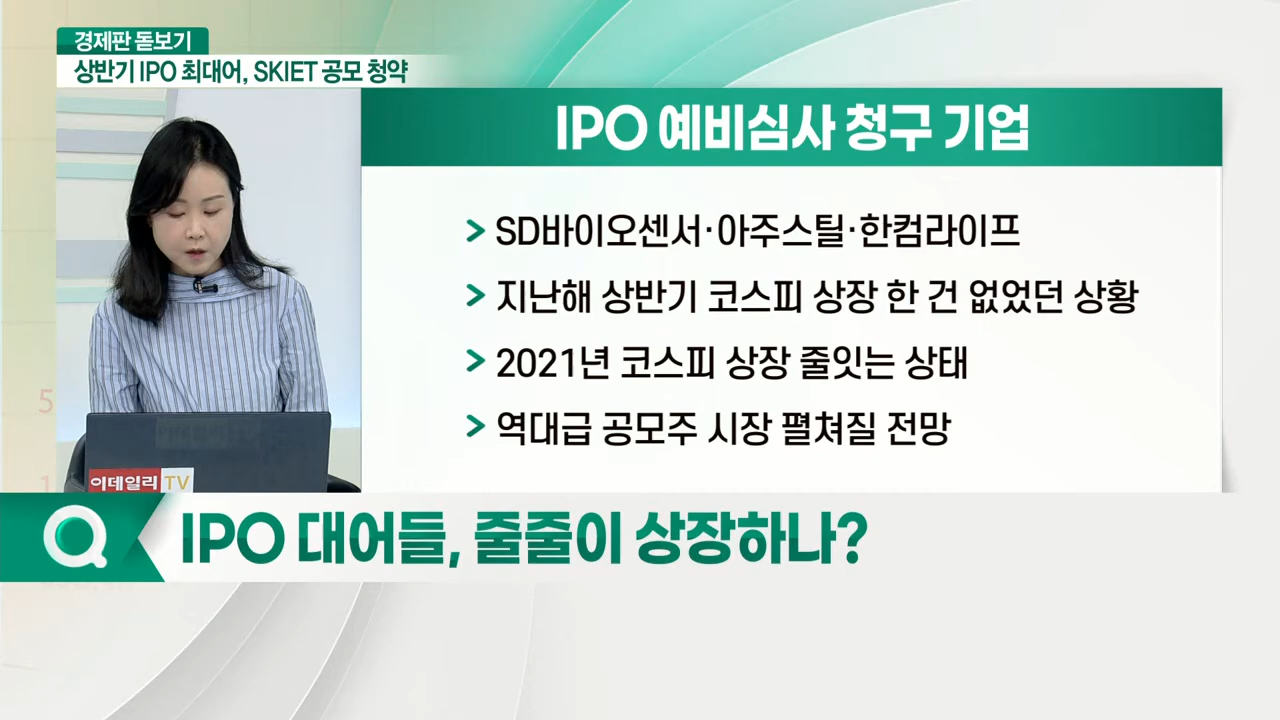 경제판 돋보기
상반기 IPO 최대어, SKIET 공모 청약
IPO 예비심사 청구 기업
> SD바이오센서·아주스틸·한컴라이프
> 지난해 상반기 코스피 상장 한 건 없었던 상황
> 2021년 코스피 상장 줄잇는 상태
> 역대급 공모주 시장 펼쳐질 전망
5
1
이데일리 TV
Q IPO 대어들, 줄줄이 상장하나?